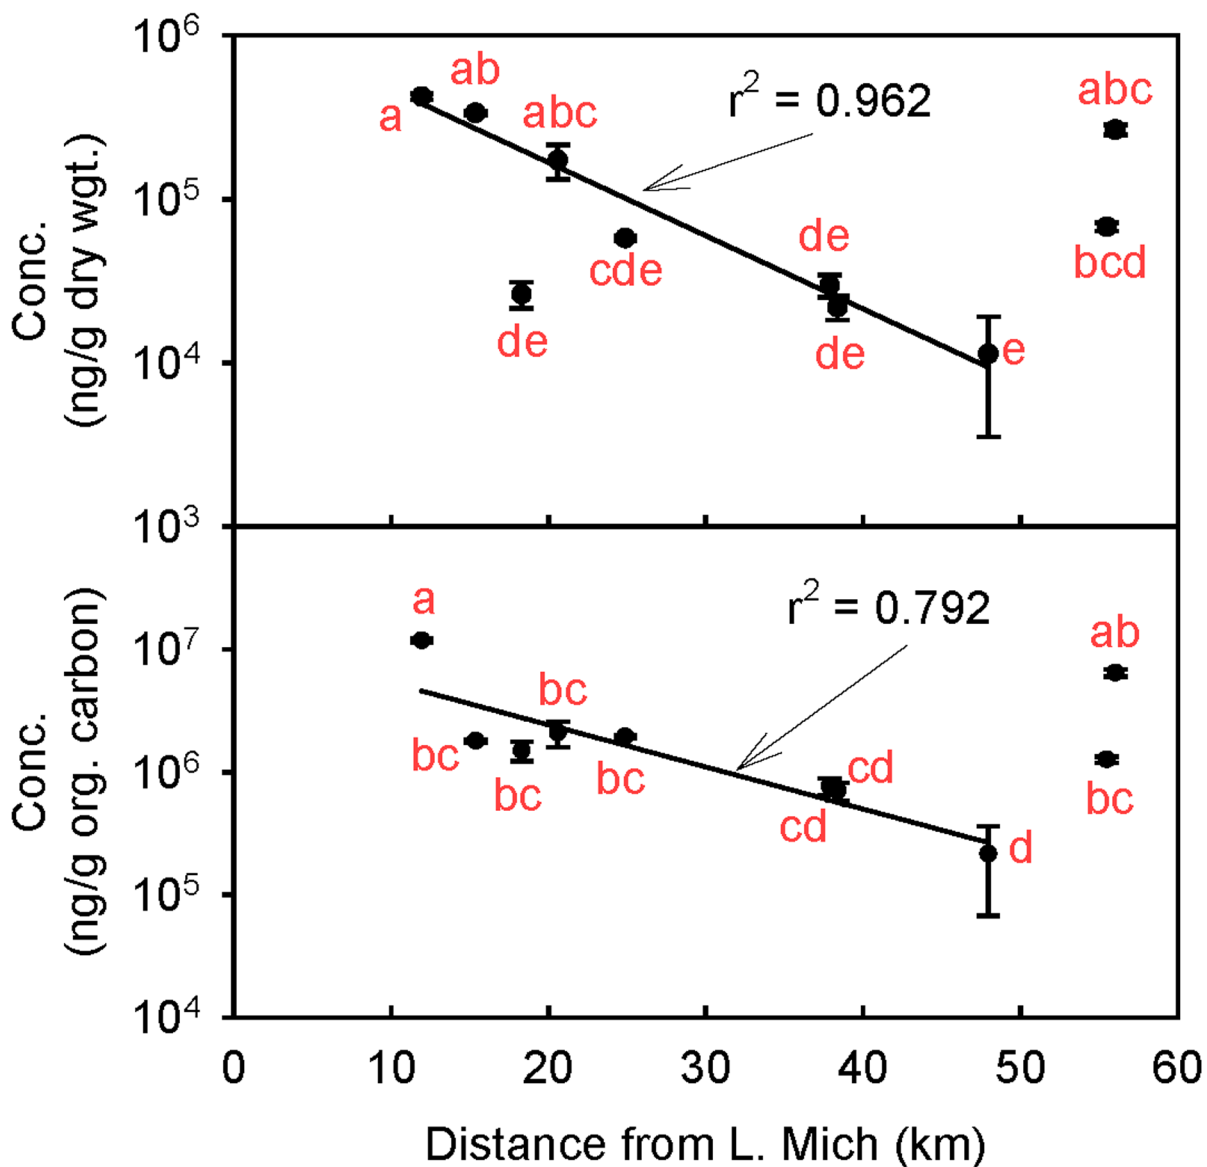 10⁶
10⁵
10⁴
10³
Conc.
(ng/g dry wgt.)
a
ab
abc
de
cde
de
de
e
abc
bcd
r² = 0.962
10⁷
10⁶
10⁵
10⁴
Conc.
(ng/g org. carbon)
a
bc
bc
bc
bc
cd
cd
d
ab
bc
r² = 0.792
0 10 20 30 40 50 60
Distance from L. Mich (km)